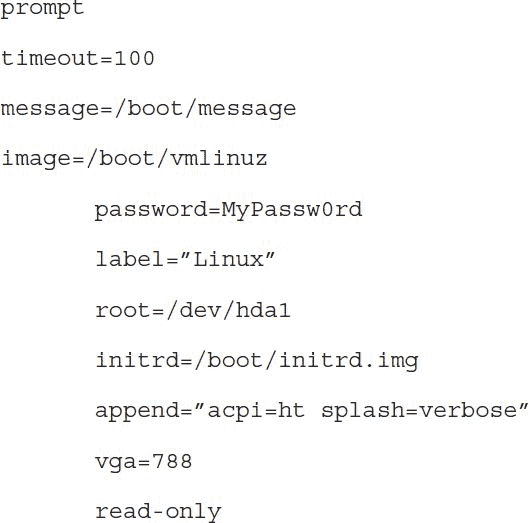 prompt
timeout=100
message=/boot/message
image=/boot/vmlinuz
password=MyPassw0rd
label=”Linux”
root=/dev/hda1
initrd=/boot/initrd.img
append=”acpi=ht splash=verbose”
vga=788
read-only